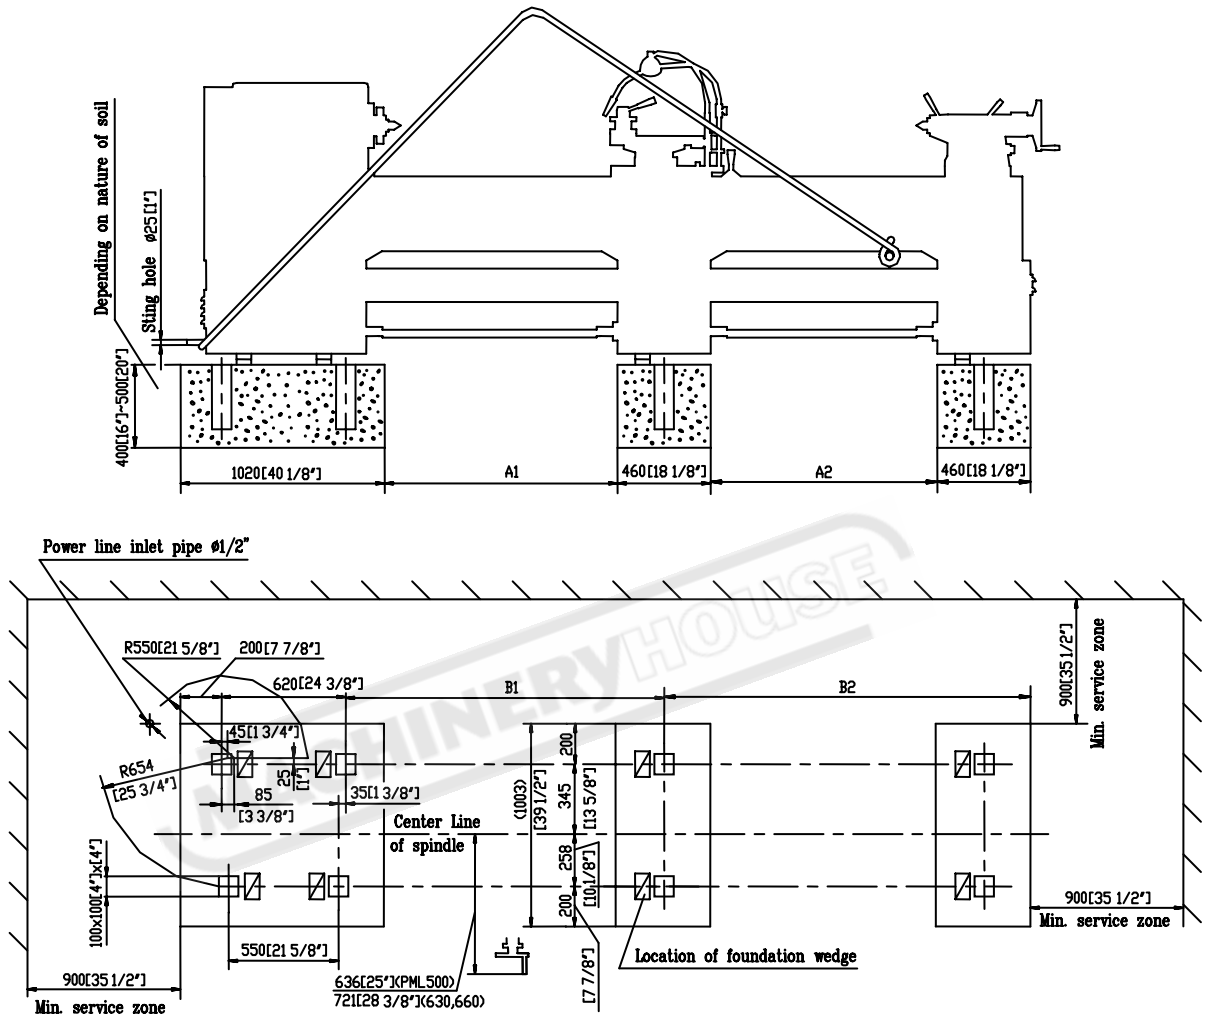 Depending on nature of soil
Sting hole ø25[1"]
400[16"]~500[20"]
1020[40 1/8"]
A1
460[18 1/8"]
A2
460[18 1/8"]
Power line inlet pipe ø1/2"
MACHINERYHOUSE
R550[21 5/8"]
200[7 7/8"]
620[24 3/8"]
B1
B2
900[35 1/2"]
Min. service zone
45[1 3/4"]
R654
[25 3/4"]
25
[1"]
85
[3 3/8"]
35[1 3/8"]
Center Line
of spindle
(1003)
[39 1/2"]
200
345
[13 5/8"]
258
[10 1/8"]
200
[7 7/8"]
100x100[4"]x[4"]
550[21 5/8"]
900[35 1/2"]
Min. service zone
636[25"](PML500)
721[28 3/8"](630,660)
Location of foundation wedge
900[35 1/2"]
Min. service zone